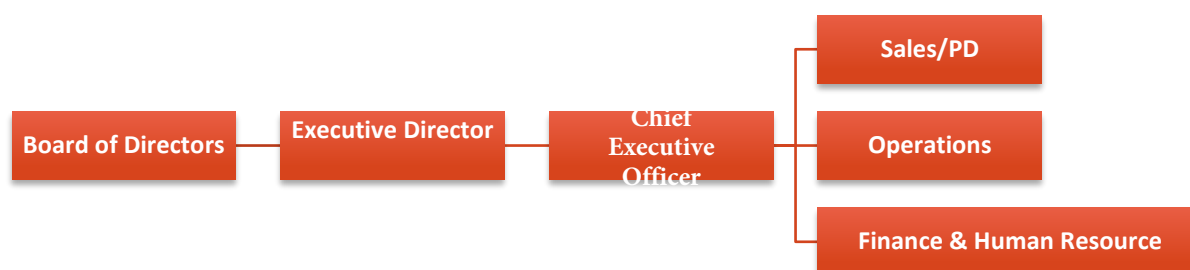 Board of Directors
Executive Director
Chief
Executive
Officer
Sales/PD
Operations
Finance & Human Resource